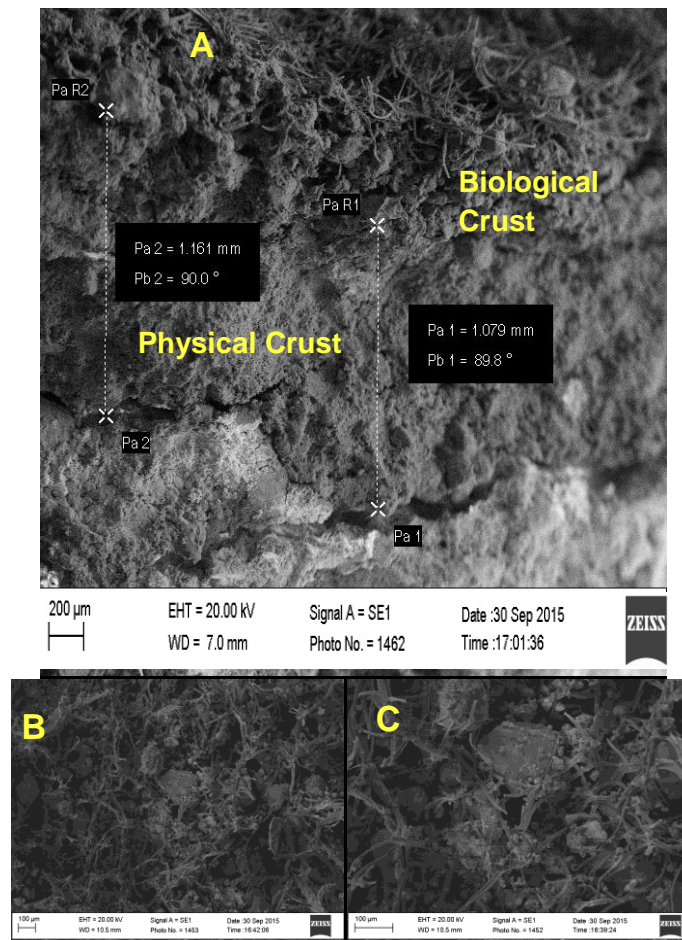 A
Pa R2
Biological
Crust
Pa R1
Pa 2 = 1.161 mm
Pb 2 = 90.0 °
Physical Crust
Pa 1 = 1.079 mm
Pb 1 = 89.8 °
Pa 2
Pa 1
200 µm EHT = 20.00 kV Signal A = SE1 Date :30 Sep 2015 ZEISS
WD = 7.0 mm Photo No. = 1462 Time :17:01:36
B
100 µm EHT = 20.00 kV Signal A = SE1 Date :30 Sep 2015 ZEISS
WD = 10.5 mm Photo No. = 1453 Time :16:42:06
C
100 µm EHT = 20.00 kV Signal A = SE1 Date :30 Sep 2015 ZEISS
WD = 10.5 mm Photo No. = 1452 Time :16:39:24